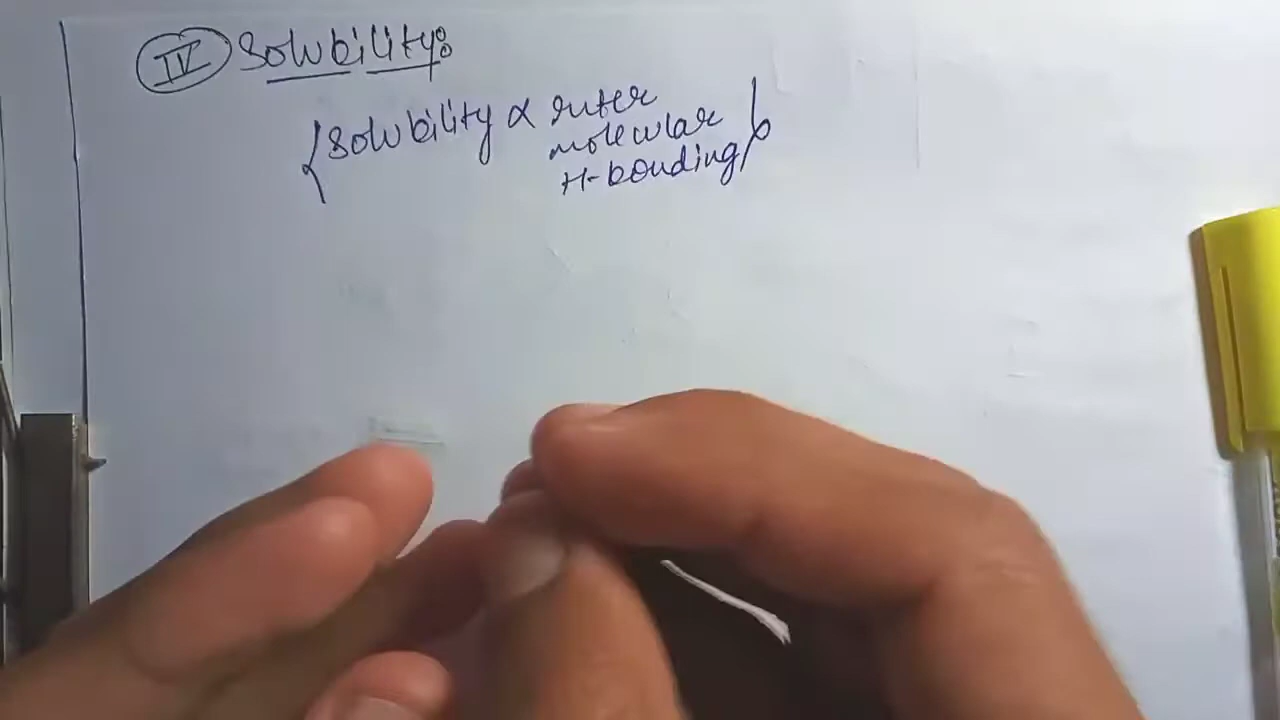 IV Solubility:
{Solubility ∝ inter
molecular
H-bonding}